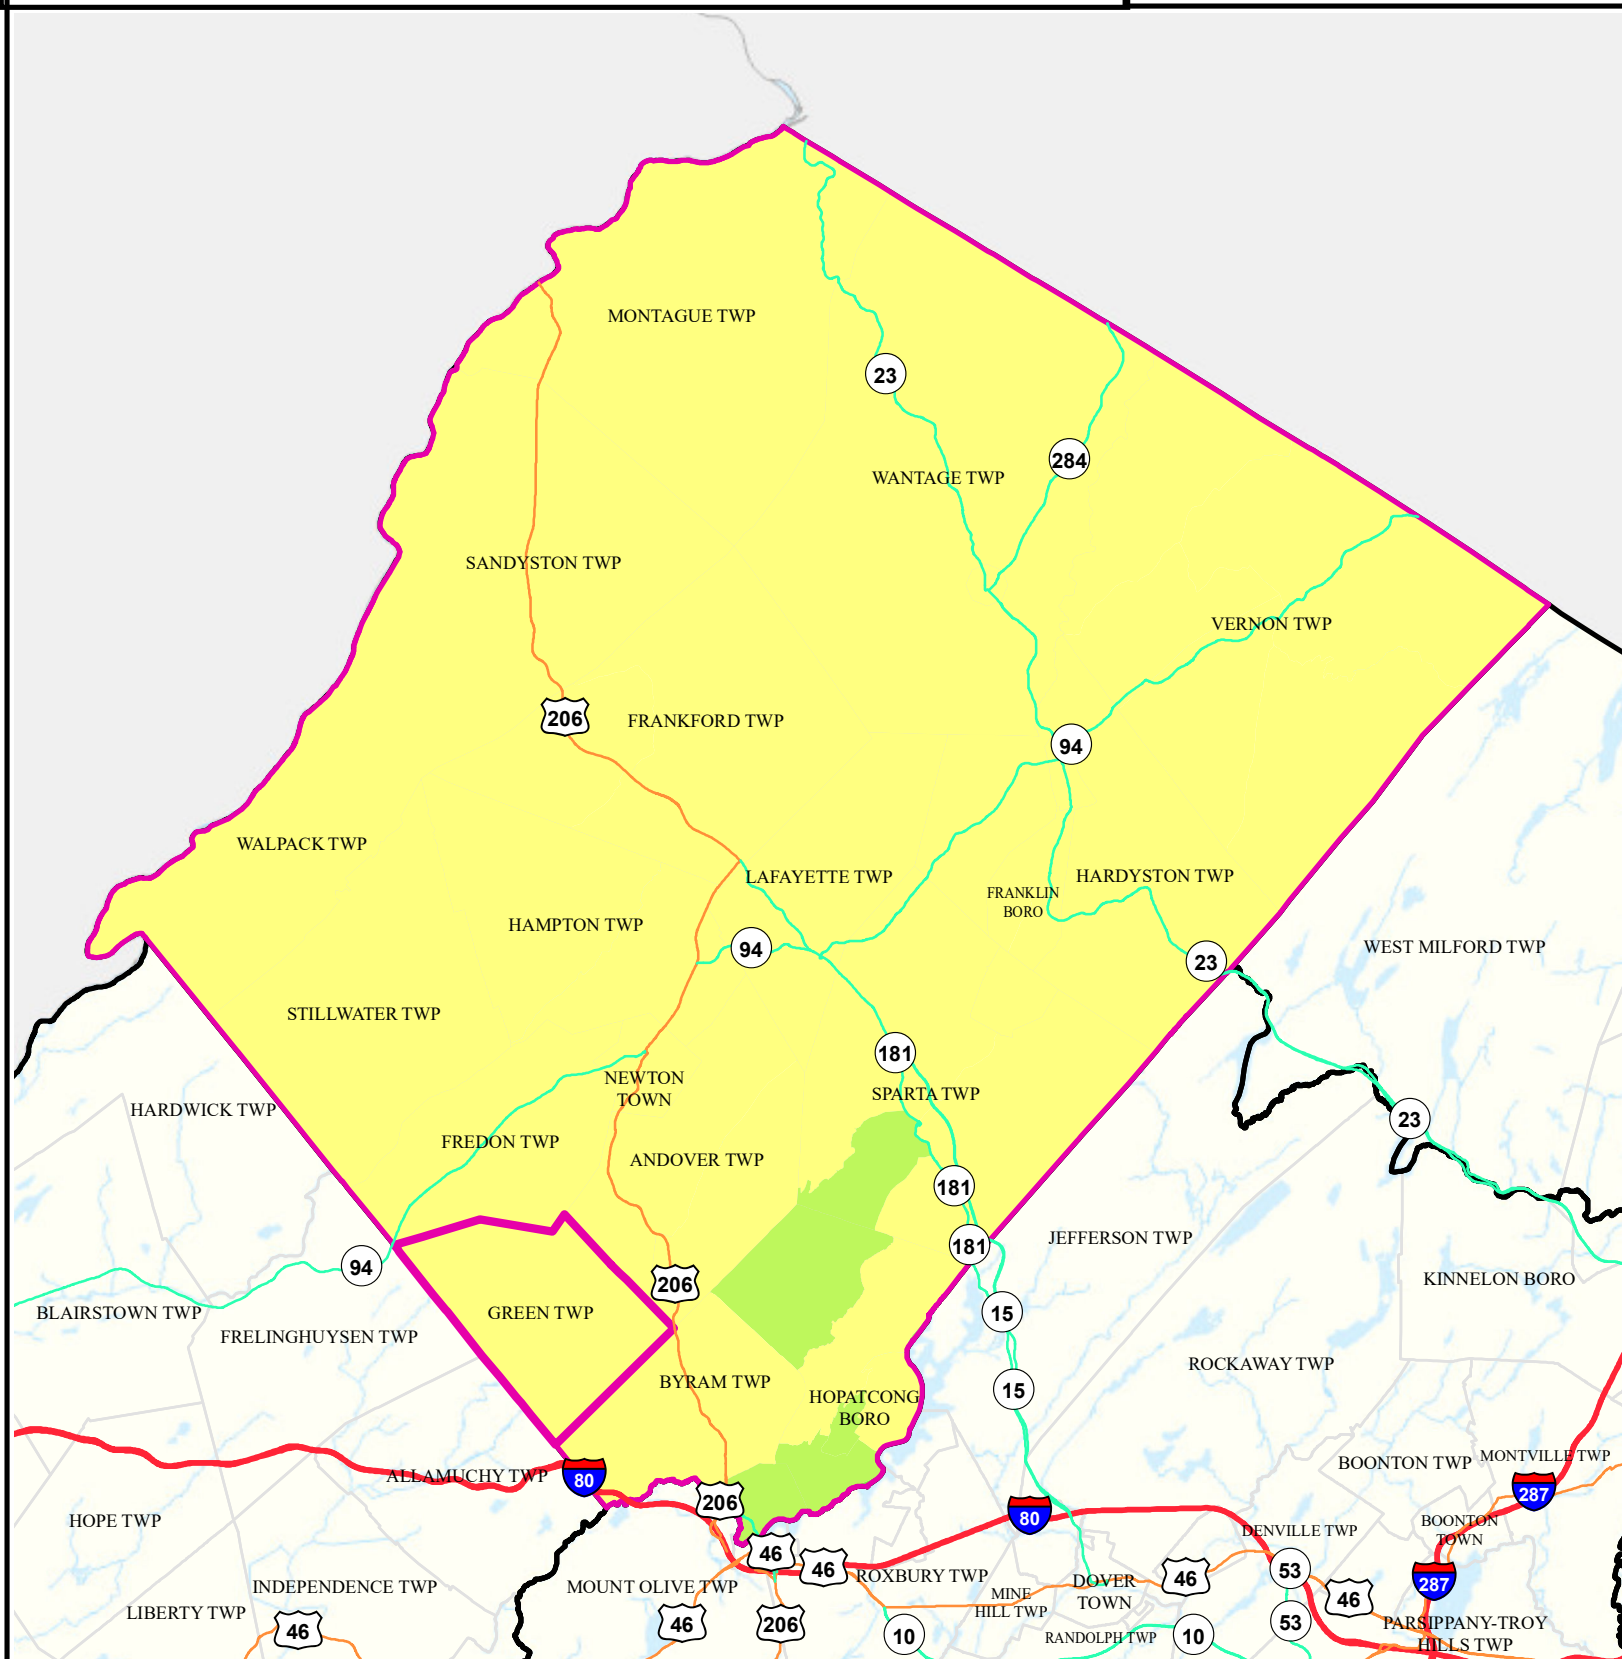 MONTAGUE TWP
23
284
WANTAGE TWP
SANDYSTON TWP
VERNON TWP
206
FRANKFORD TWP
94
WALPACK TWP
LAFAYETTE TWP
HARDYSTON TWP
FRANKLIN
BORO
HAMPTON TWP
94
23
WEST MILFORD TWP
STILLWATER TWP
181
NEWTON
TOWN
SPARTA TWP
HARDWICK TWP
23
FREDON TWP
ANDOVER TWP
181
JEFFERSON TWP
181
94
KINNELON BORO
206
GREEN TWP
15
BLAIRSTOWN TWP
FRELINGHUYSEN TWP
ROCKAWAY TWP
BYRAM TWP
15
HOPATCONG
BORO
MONTVILLE TWP
BOONTON TWP
ALLAMUCHY TWP
80
287
206
80
HOPE TWP
BOONTON
TOWN
DENVILLE TWP
46
46
53
ROXBURY TWP
46
287
INDEPENDENCE TWP
MOUNT OLIVE TWP
DOVER
TOWN
MINE
HILL TWP
46
LIBERTY TWP
46
46
206
53
PARSIPPANY-TROY
HILLS TWP
10
RANDOLPH TWP
10